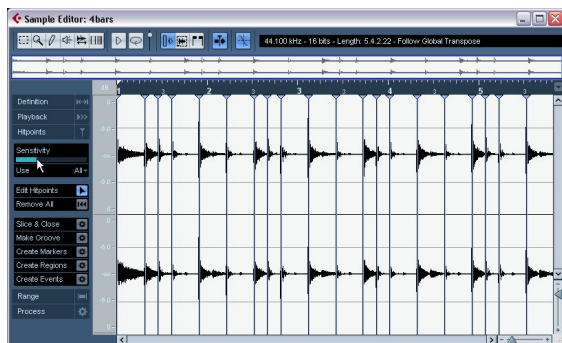 Sample Editor: 4bars
44.100 kHz - 16 bits - Length: 5.4.2.22 - Follow Global Transpose
dB 1 3 2 3 3 3 4 3 5 3
Definition
Playback
Hitpoints
Sensitivity
Use All
Edit Hitpoints
Remove All
Slice & Close
Make Groove
Create Markers
Create Regions
Create Events
Range
Process